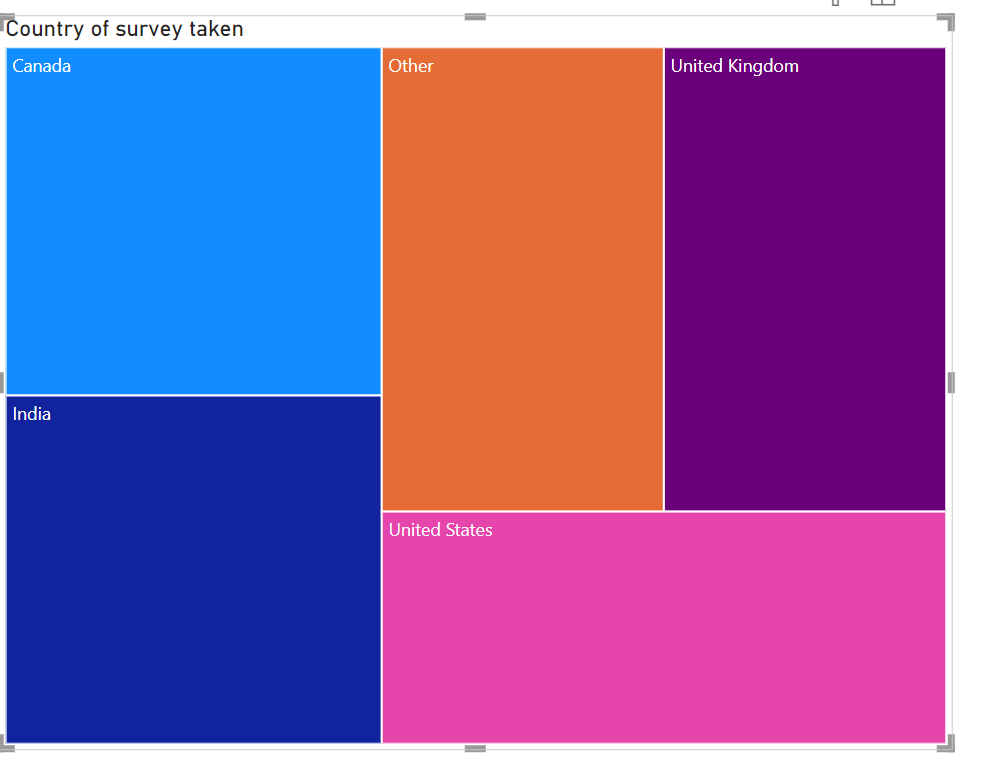 Country of survey taken
Canada
Other
United Kingdom
India
United States